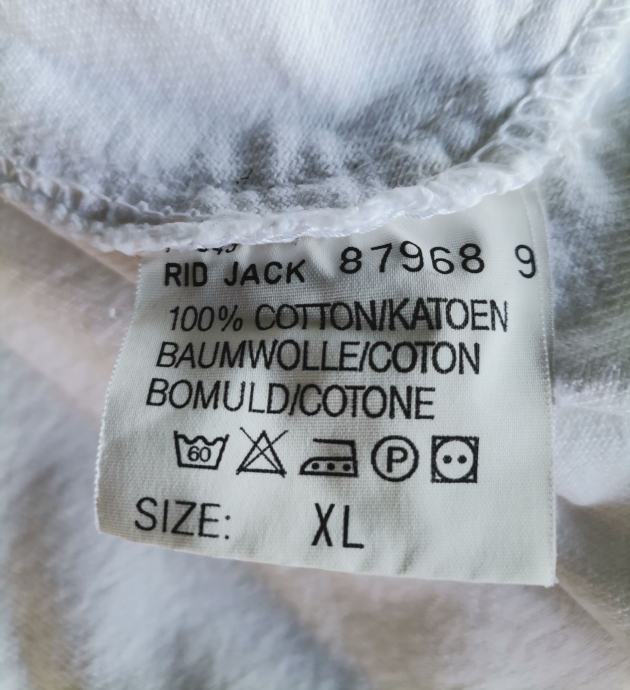 RID JACK 87968 9
100% COTTON/KATOEN
BAUMWOLLE/COTON
BOMULD/COTONE
60 P
SIZE: XL